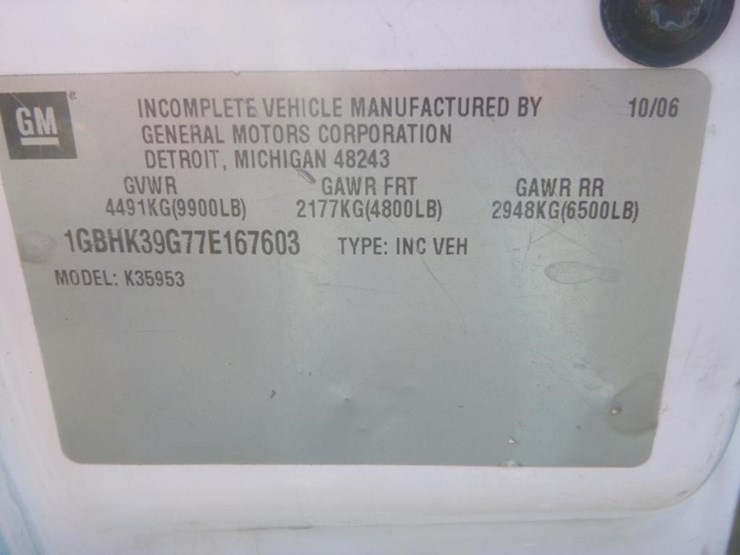 GM
INCOMPLETE VEHICLE MANUFACTURED BY 10/06
GENERAL MOTORS CORPORATION
DETROIT, MICHIGAN 48243
GVWR GAWR FRT GAWR RR
4491KG(9900LB) 2177KG(4800LB) 2948KG(6500LB)
1GBHK39G77E167603 TYPE: INC VEH
MODEL: K35953